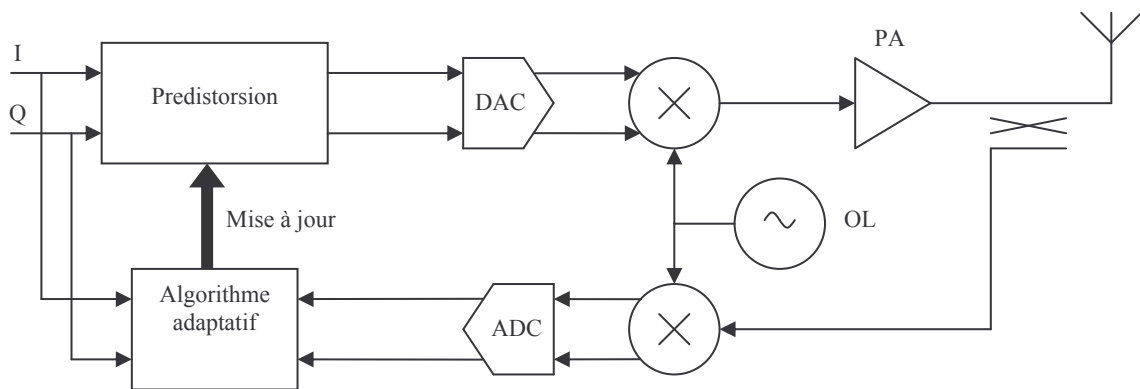 I
PA
Predistorsion
DAC
Q
Mise à jour
OL
Algorithme
adaptatif
ADC